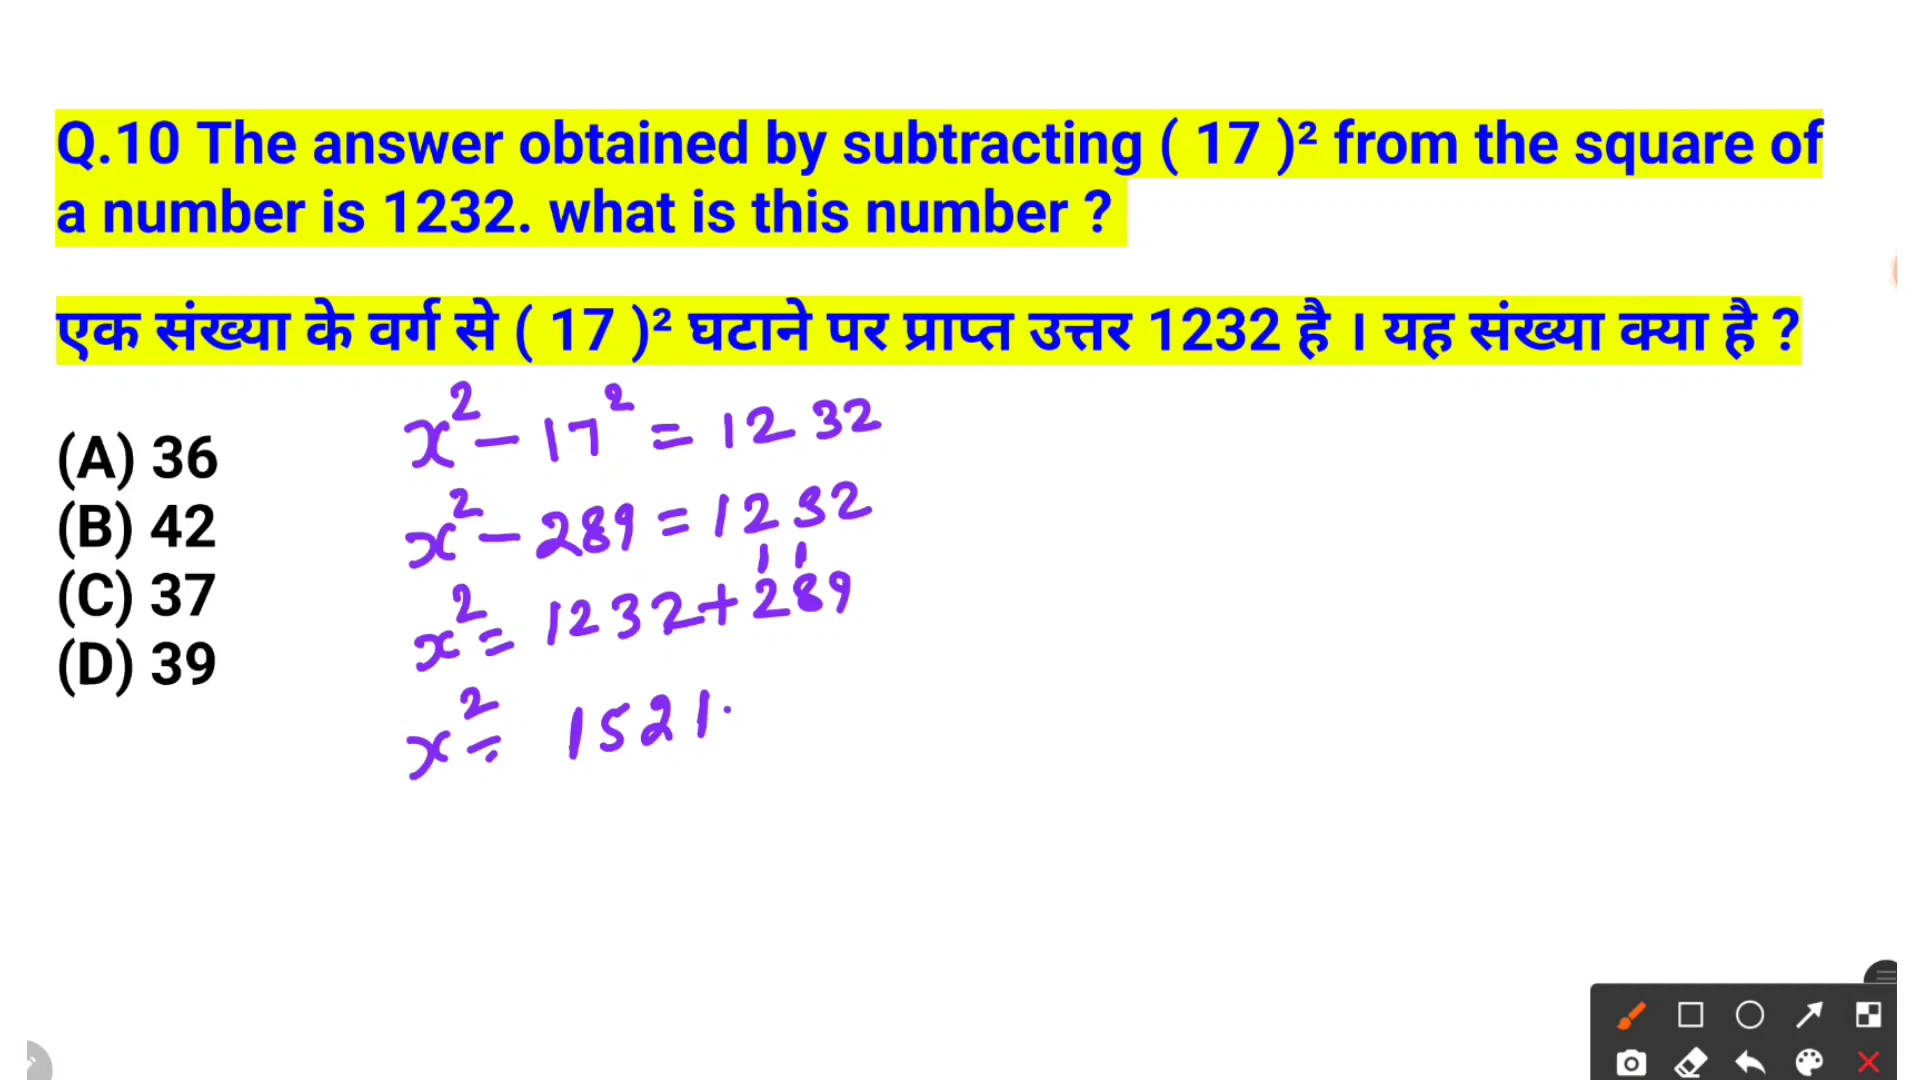 Q.10 The answer obtained by subtracting ( 17 )² from the square of
a number is 1232. what is this number ?
एक संख्या के वर्ग से ( 17 )² घटाने पर प्राप्त उत्तर 1232 है । यह संख्या क्या है ?
(A) 36
(B) 42
(C) 37
(D) 39
x² - 17² = 1232
x² - 289 = 1232
1 1
x² = 1232 + 289
x² = 1521.